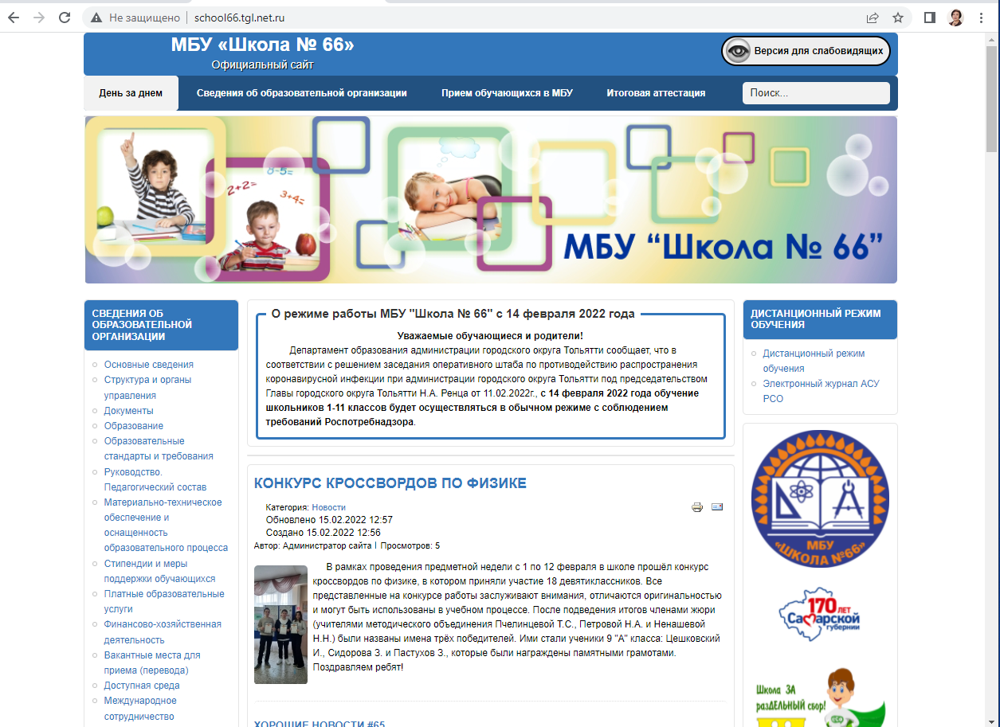 Не защищено | school66.tgl.net.ru
МБУ «Школа № 66»
Официальный сайт
Версия для слабовидящих
День за днем
Сведения об образовательной организации
Прием обучающихся в МБУ
Итоговая аттестация
Поиск...
2+2=
8-5=
3+4=
МБУ “Школа № 66”
СВЕДЕНИЯ ОБ
ОБРАЗОВАТЕЛЬНОЙ
ОРГАНИЗАЦИИ
Основные сведения
Структура и органы
управления
Документы
Образование
Образовательные
стандарты и требования
Руководство.
Педагогический состав
Материально-техническое
обеспечение и
оснащенность
образовательного процесса
Стипендии и меры
поддержки обучающихся
Платные образовательные
услуги
Финансово-хозяйственная
деятельность
Вакантные места для
приема (перевода)
Доступная среда
Международное
сотрудничество
О режиме работы МБУ "Школа № 66" с 14 февраля 2022 года
Уважаемые обучающиеся и родители!
Департамент образования администрации городского округа Тольятти сообщает, что в
соответствии с решением заседания оперативного штаба по противодействию распространения
коронавирусной инфекции при администрации городского округа Тольятти под председательством
Главы городского округа Тольятти Н.А. Ренца от 11.02.2022г., с 14 февраля 2022 года обучение
школьников 1-11 классов будет осуществляться в обычном режиме с соблюдением
требований Роспотребнадзора.
КОНКУРС КРОССВОРДОВ ПО ФИЗИКЕ
Категория: Новости
Обновлено 15.02.2022 12:57
Создано 15.02.2022 12:56
Автор: Администратор сайта | Просмотров: 5
В рамках проведения предметной недели с 1 по 12 февраля в школе прошёл конкурс
кроссвордов по физике, в котором приняли участие 18 девятиклассников. Все
представленные на конкурсе работы заслуживают внимания, отличаются оригинальностью
и могут быть использованы в учебном процессе. После подведения итогов членами жюри
(учителями методического объединения Пчелинцевой Т.С., Петровой Н.А. и Ненашевой
Н.Н.) были названы имена трёх победителей. Ими стали ученики 9 "А" класса: Цешковский
И., Сидорова З. и Пастухов З., которые были награждены памятными грамотами.
Поздравляем ребят!
ХОРОШИЕ НОВОСТИ #65
ДИСТАНЦИОННЫЙ РЕЖИМ
ОБУЧЕНИЯ
Дистанционный режим
обучения
Электронный журнал АСУ
РСО
МБУ
«ШКОЛА №66»
170 ЛЕТ
Самарской
губернии
Школа ЗА
раздЕЛЬНЫЙ сбор!